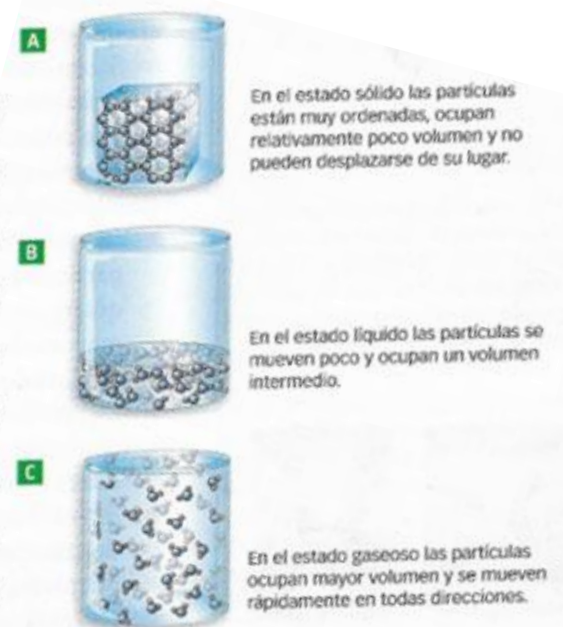 A
En el estado sólido las partículas
están muy ordenadas, ocupan
relativamente poco volumen y no
pueden desplazarse de su lugar.
B
En el estado líquido las partículas se
mueven poco y ocupan un volumen
intermedio.
C
En el estado gaseoso las partículas
ocupan mayor volumen y se mueven
rápidamente en todas direcciones.